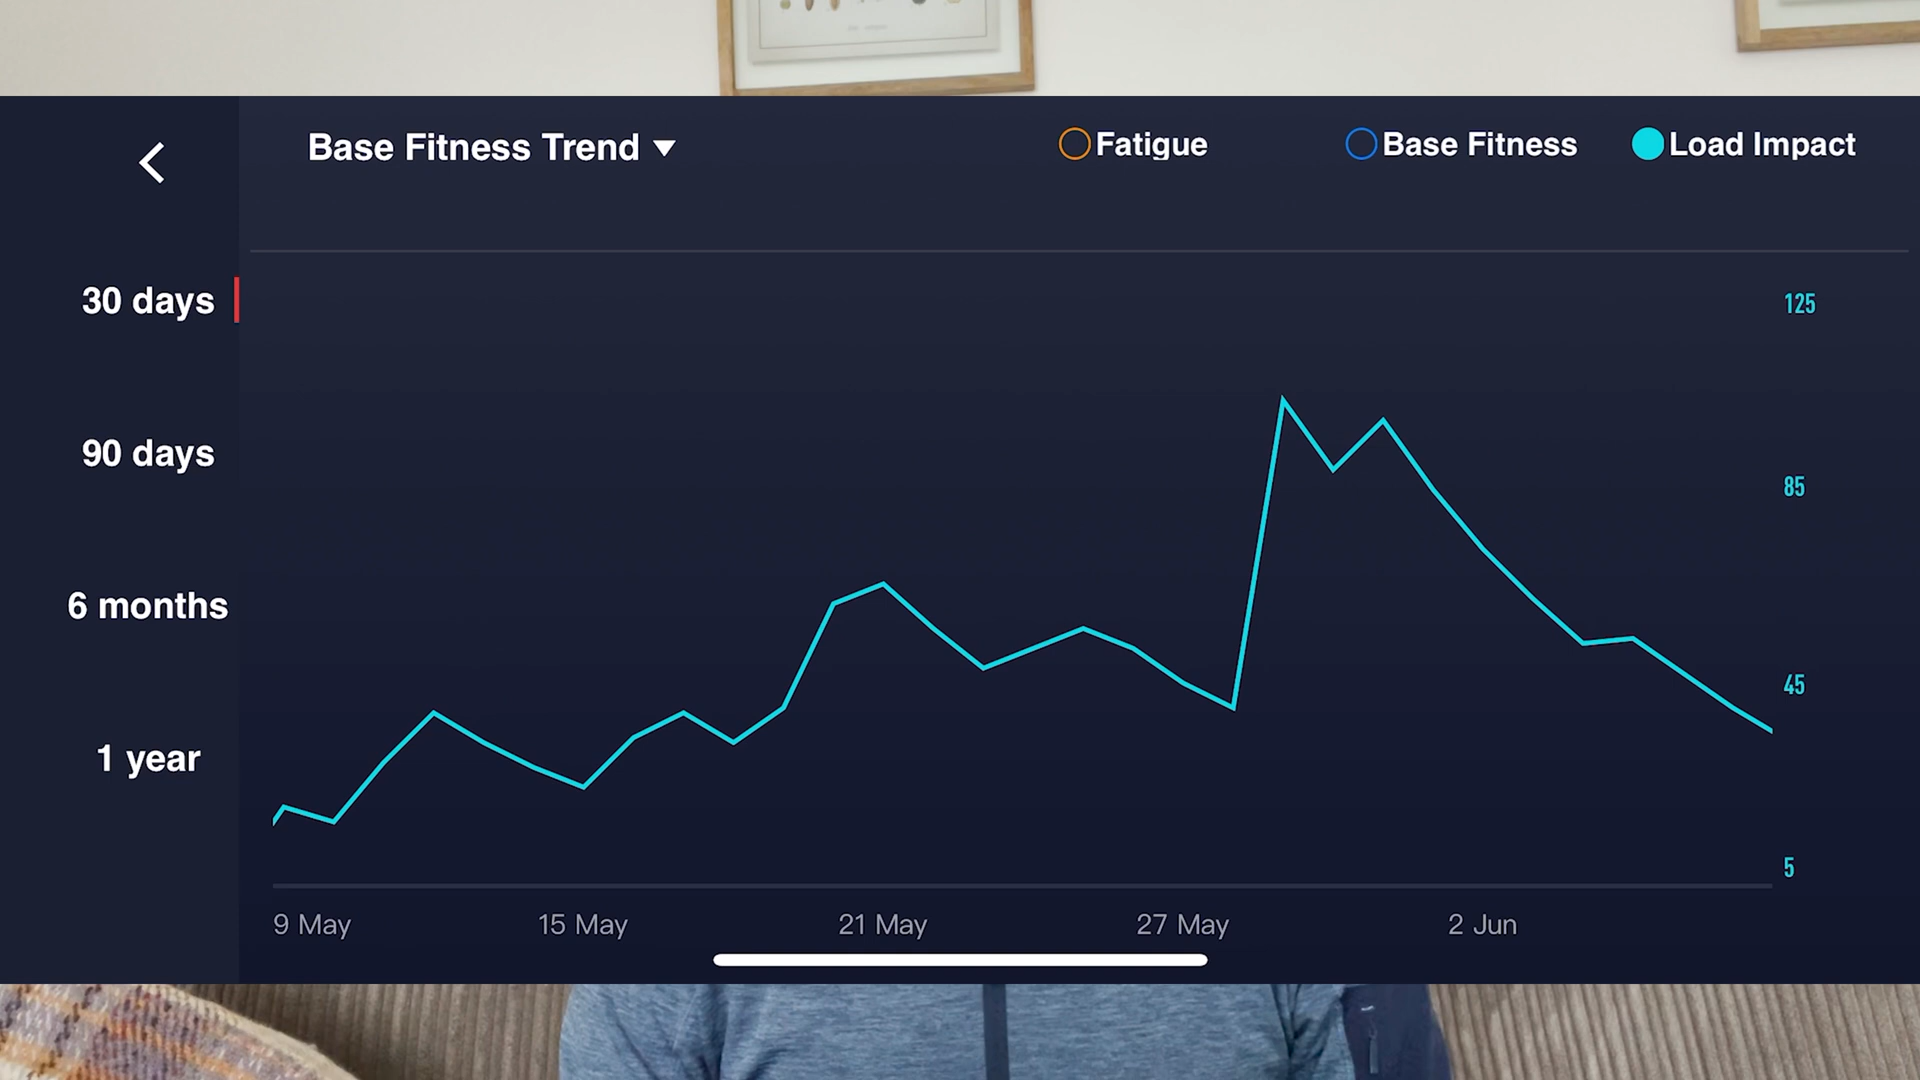 Base Fitness Trend
Fatigue
Base Fitness
Load Impact
30 days
90 days
6 months
1 year
125
85
45
5
9 May
15 May
21 May
27 May
2 Jun